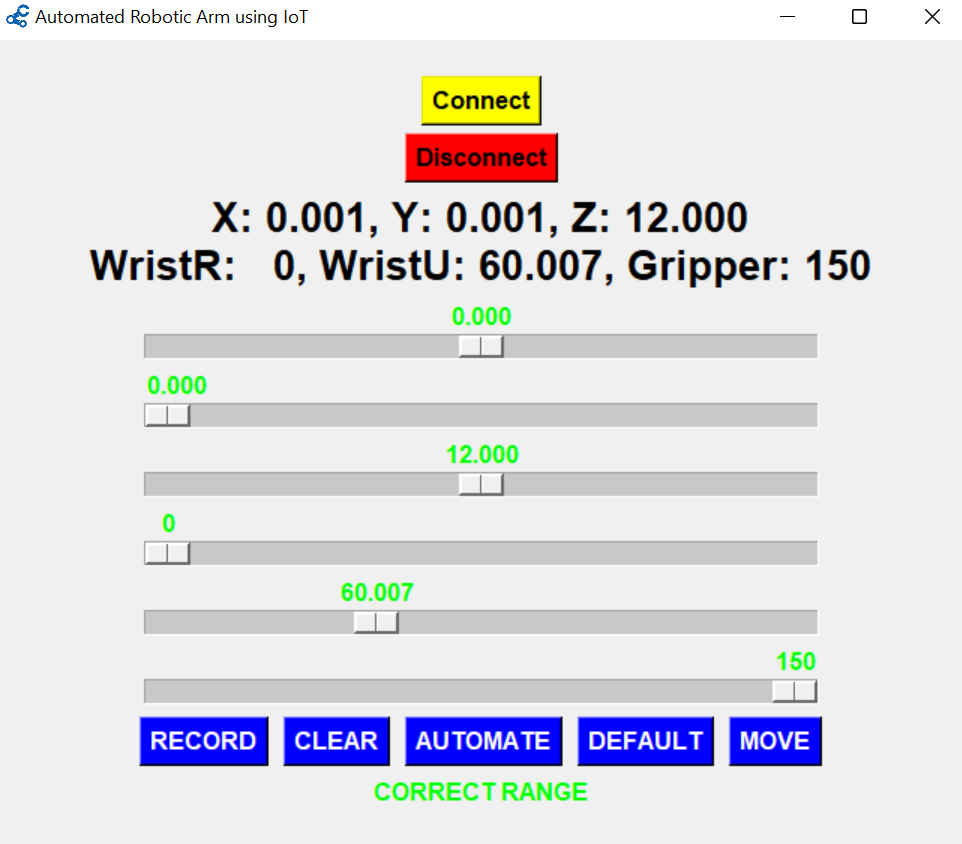 Automated Robotic Arm using IoT
Connect
Disconnect
X: 0.001, Y: 0.001, Z: 12.000
WristR: 0, WristU: 60.007, Gripper: 150
0.000
0.000
12.000
0
60.007
150
RECORD CLEAR AUTOMATE DEFAULT MOVE
CORRECT RANGE